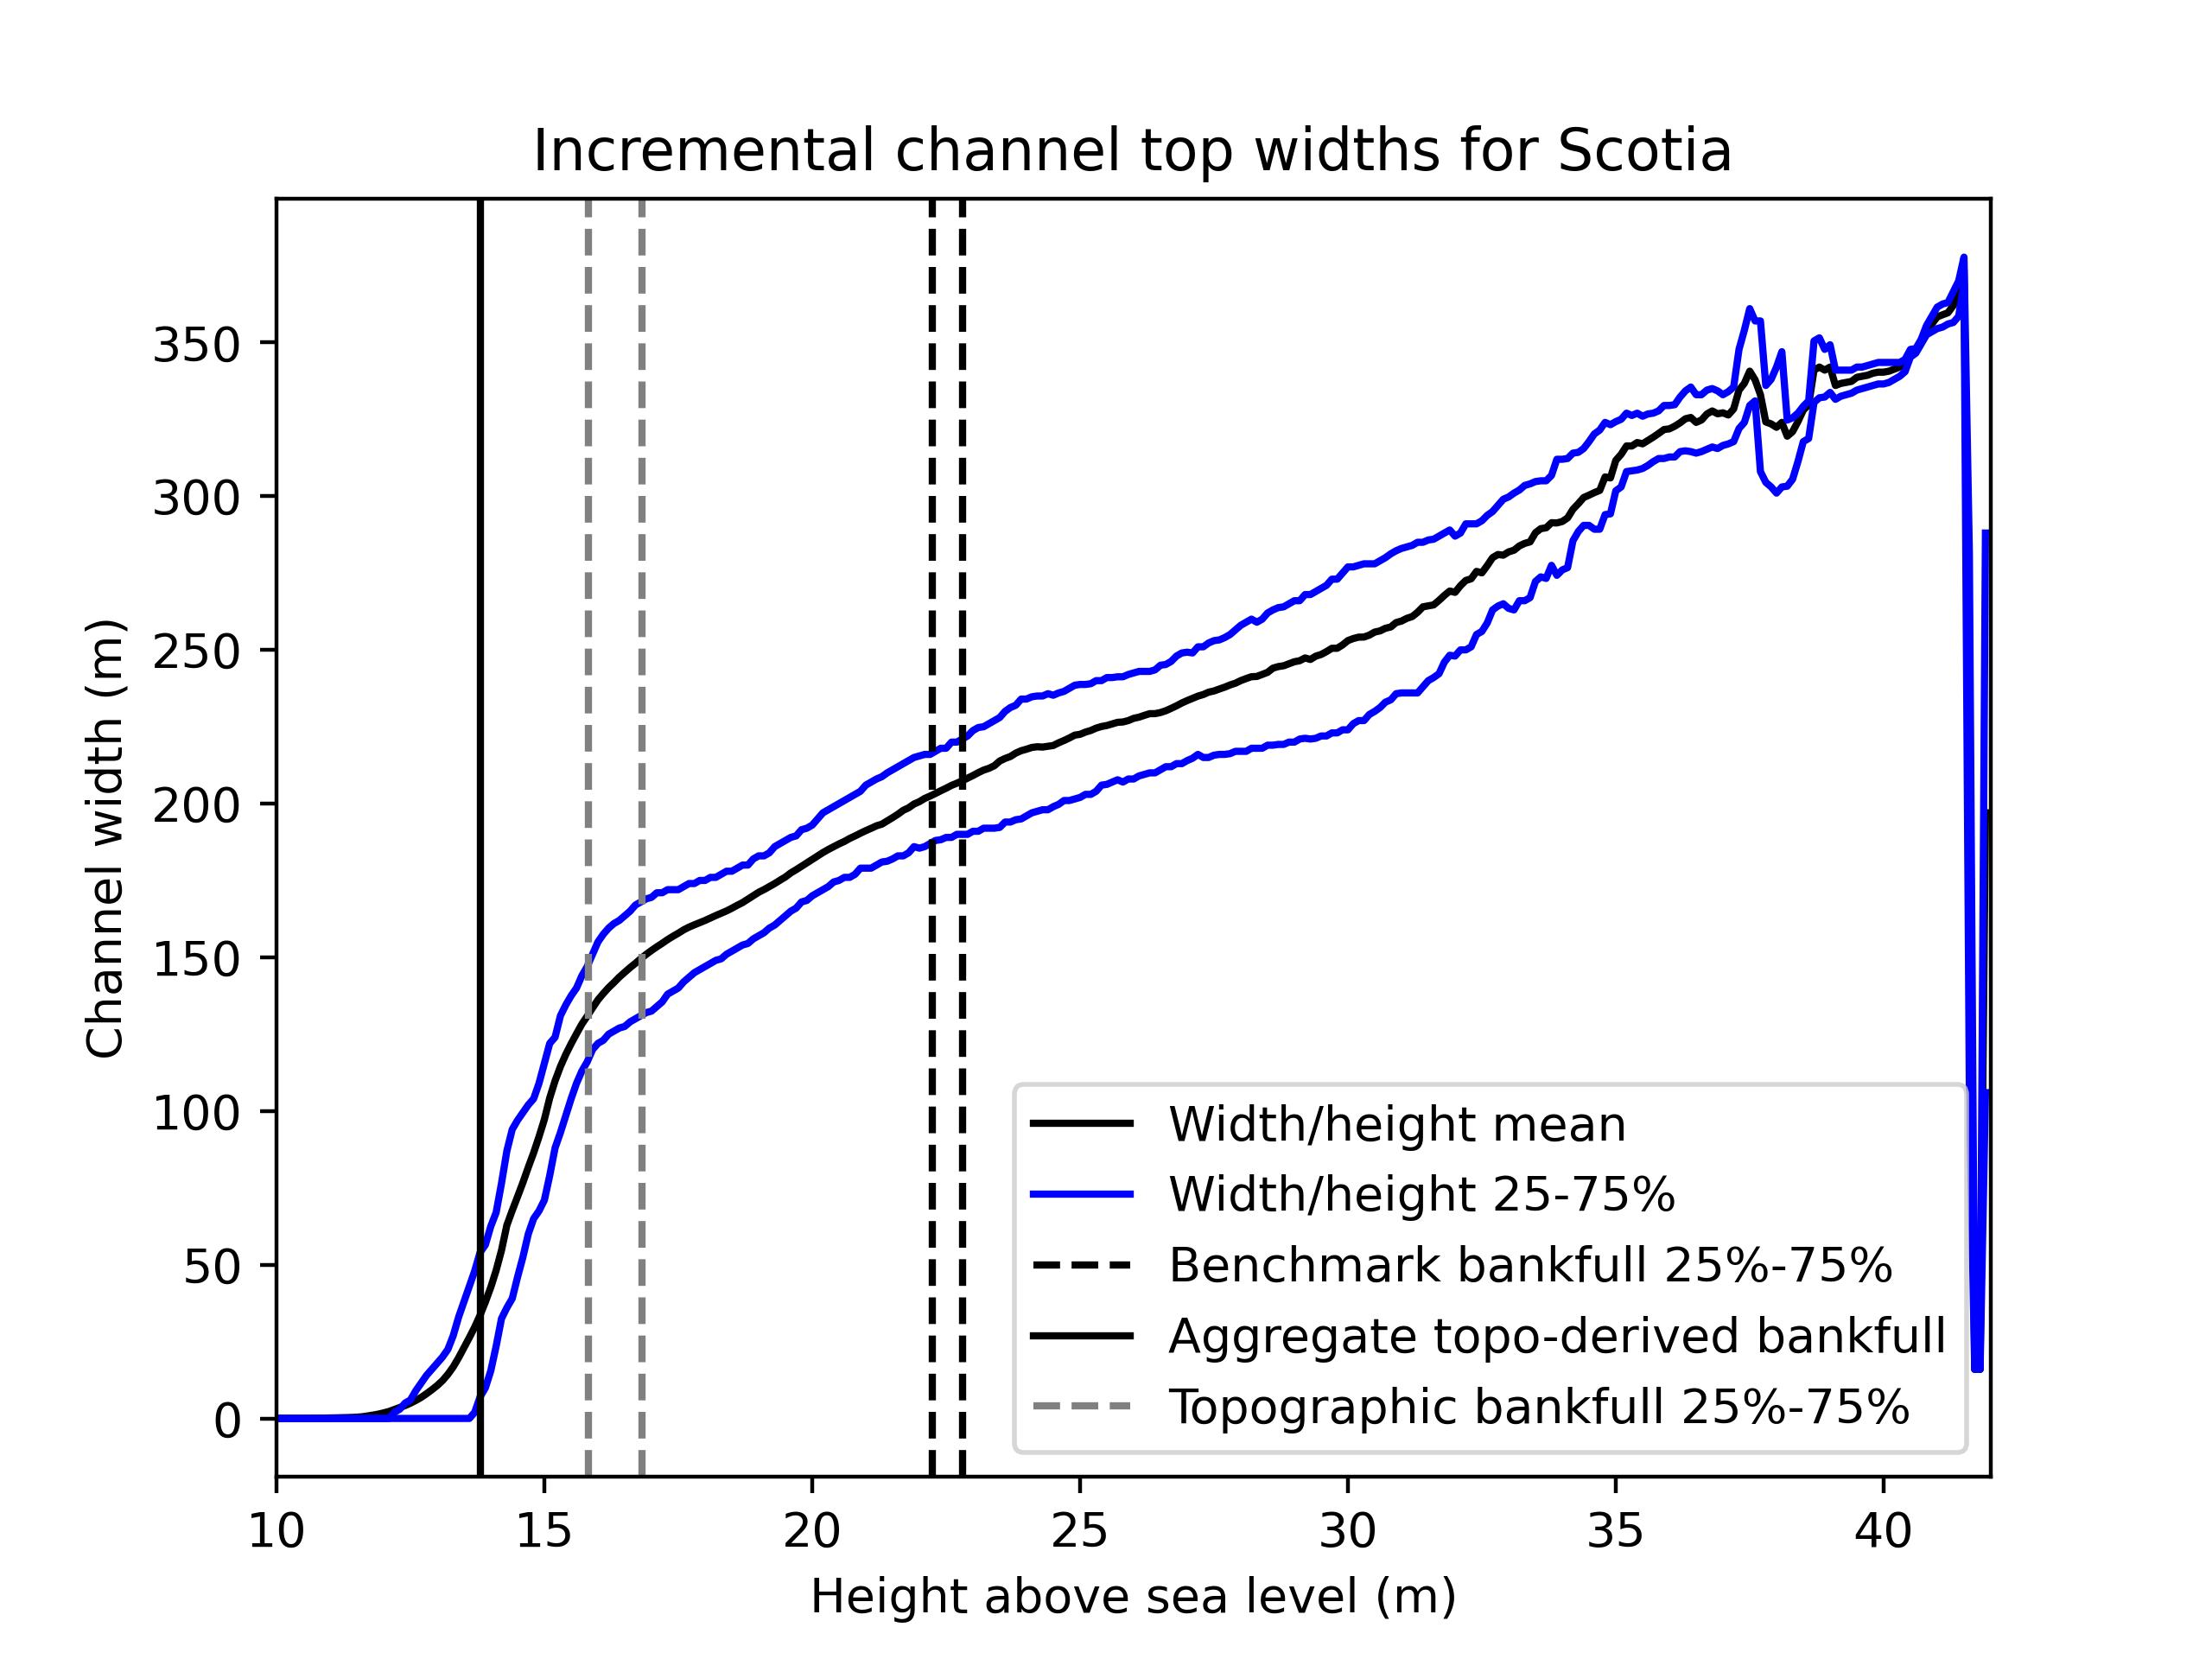 Incremental channel top widths for Scotia
Channel width (m)
350
300
250
200
150
100
50
0
Width/height mean
Width/height 25-75%
Benchmark bankfull 25%-75%
Aggregate topo-derived bankfull
Topographic bankfull 25%-75%
10 15 20 25 30 35 40
Height above sea level (m)